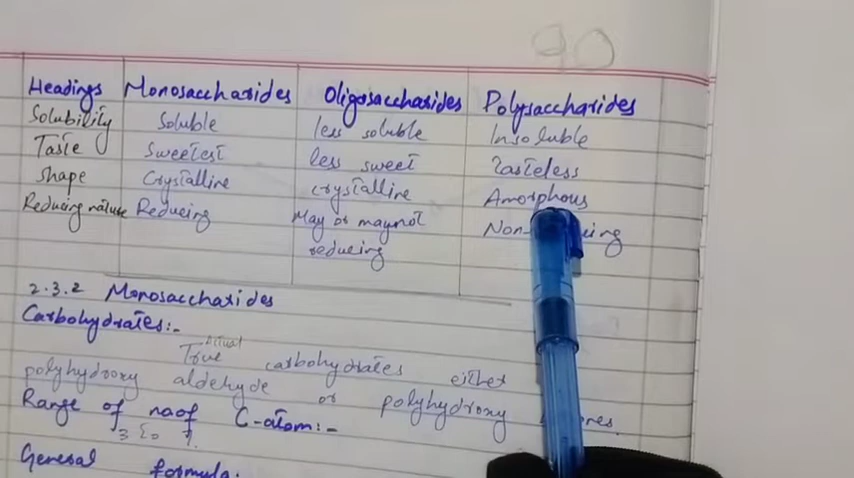 90
Headings Monosaccharides Oligosaccharides Polysaccharides
Solubility Soluble less soluble Insoluble
Taste Sweetest less sweet Tasteless
Shape Crystalline crystalline Amorphous
Reducing nature Reducing May or maynot reducing Non-
2.3.2 Monosaccharides
Carbohydrates:-
Actual
True carbohydrates either
polyhydroxy aldehyde or polyhydroxy
Range of no of C-atom:-
3 to 7.
General formula: